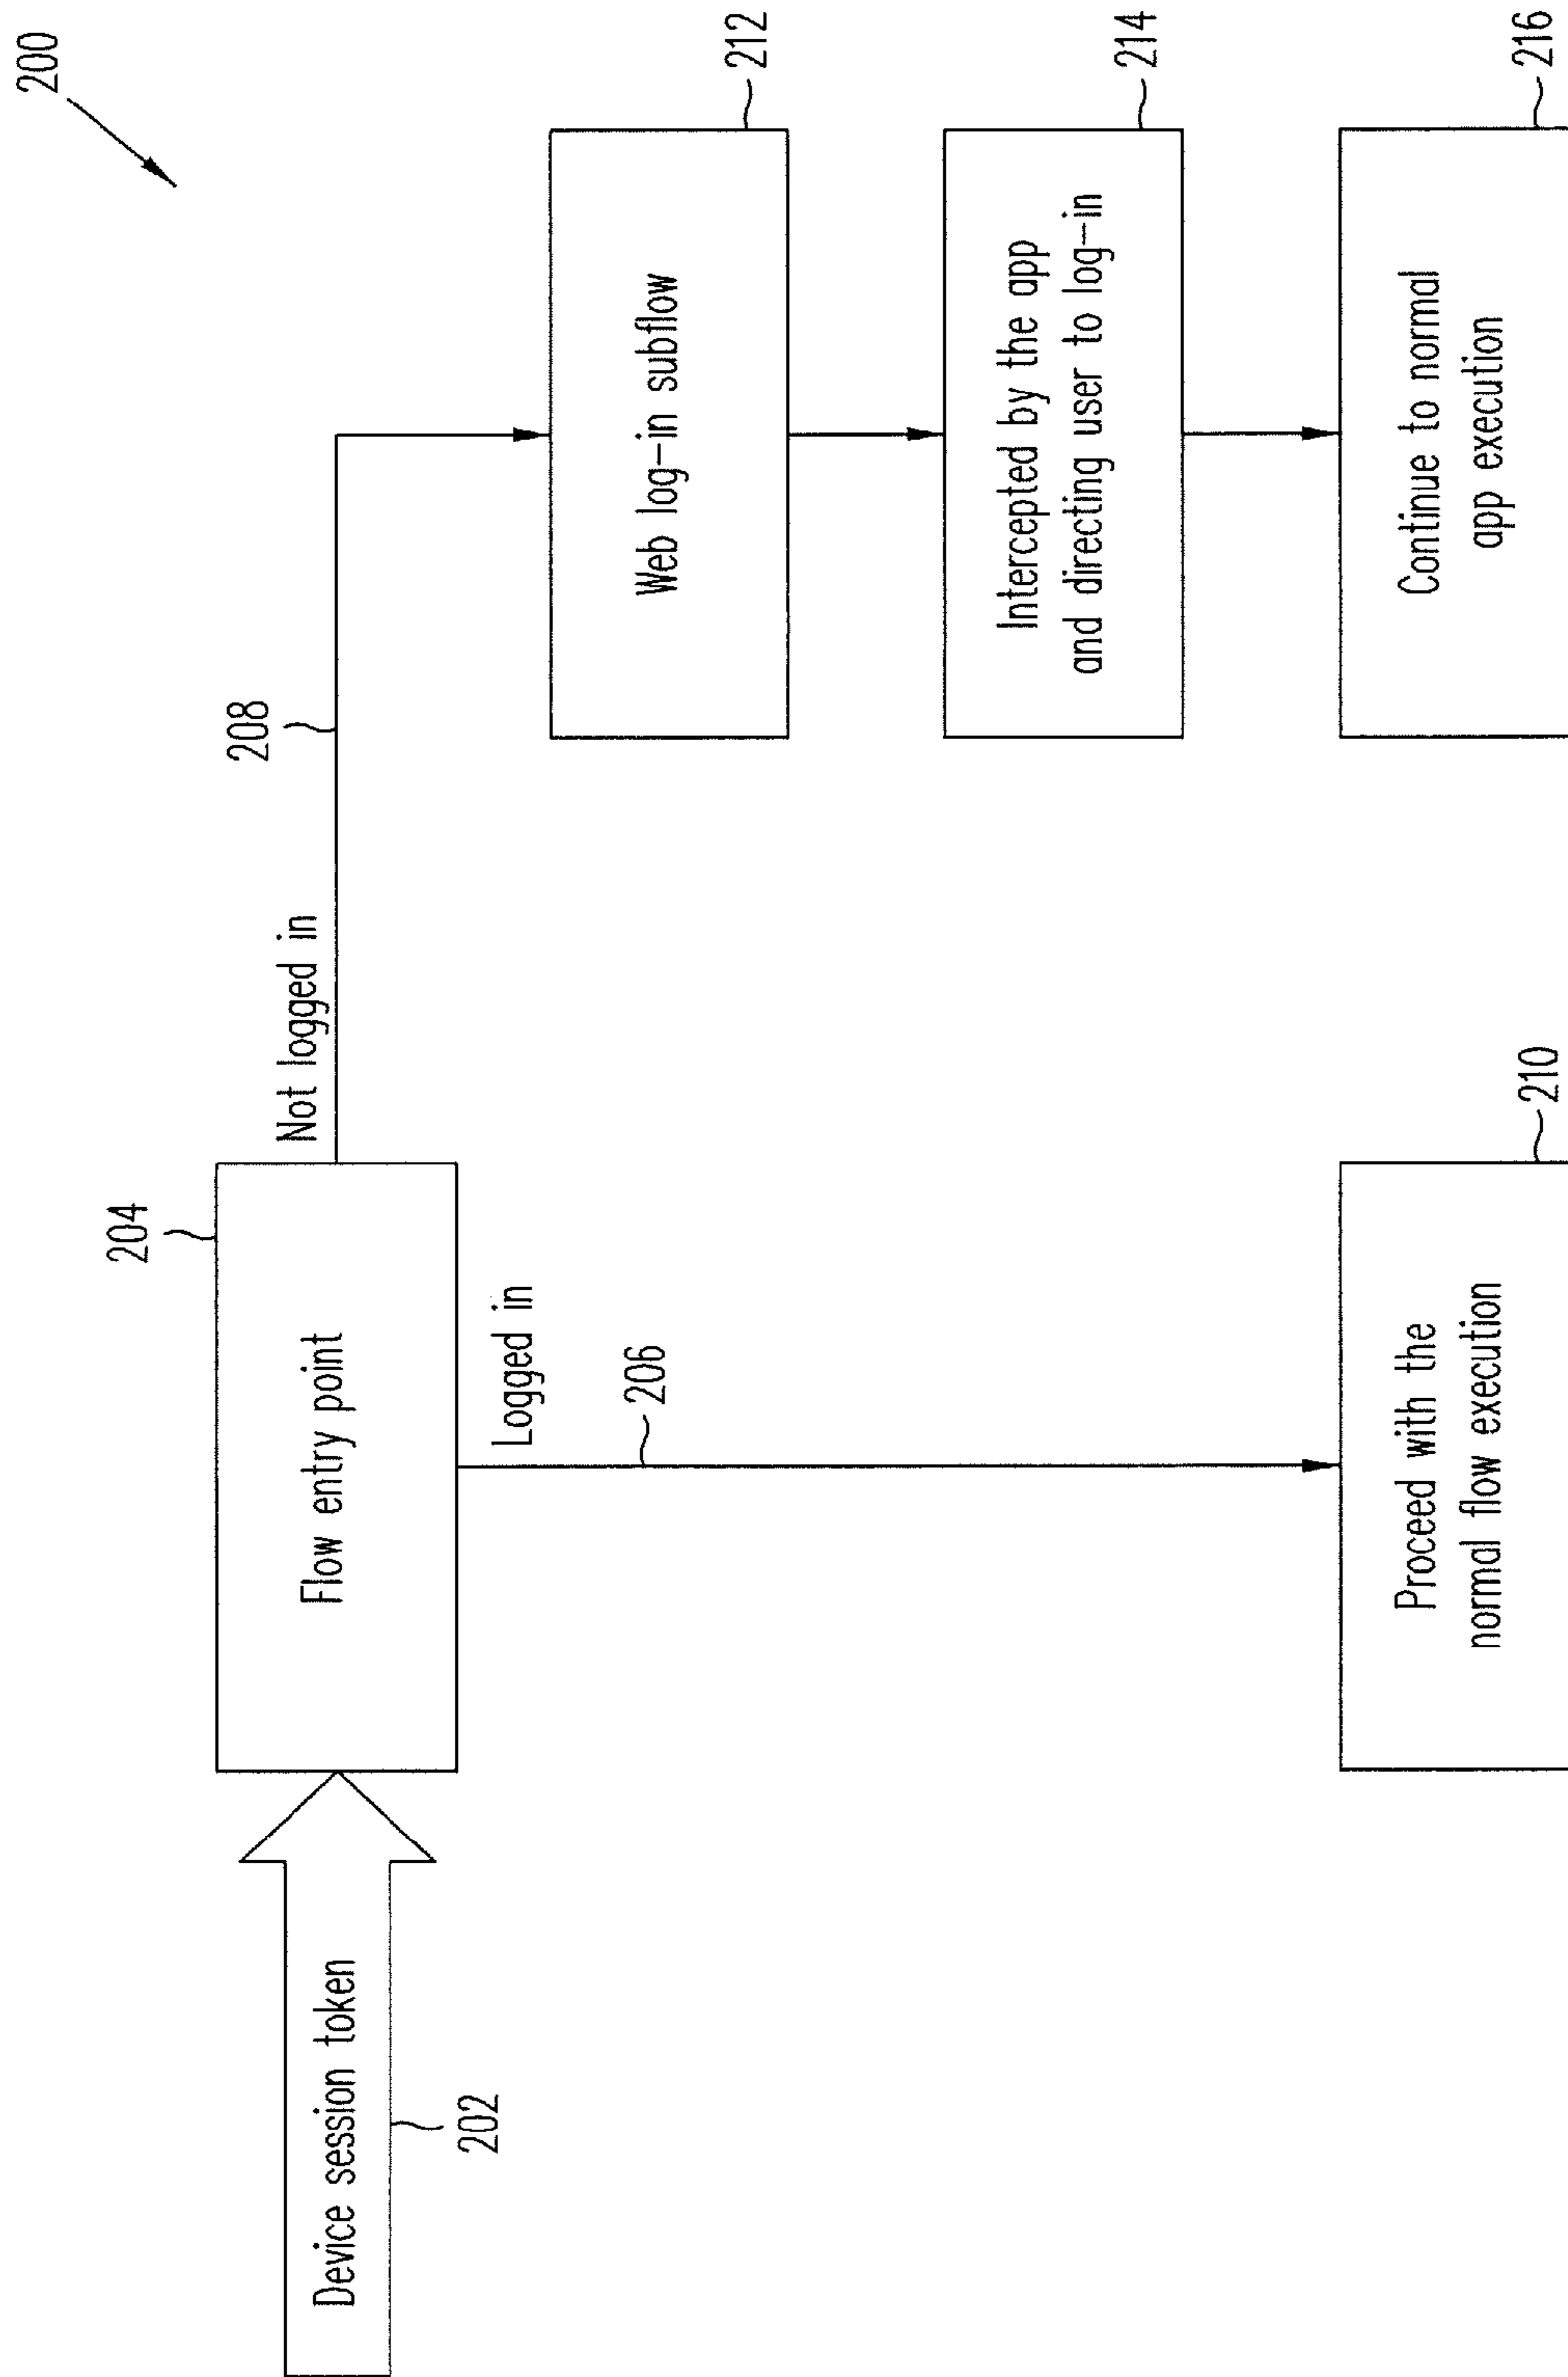 200
Device session token
202
204
Flow entry point
Not logged in
208
Logged in
206
Web log-in subflow
212
Intercepted by the app
and directing user to log-in
214
Proceed with the
normal flow execution
210
Continue to normal
app execution
216